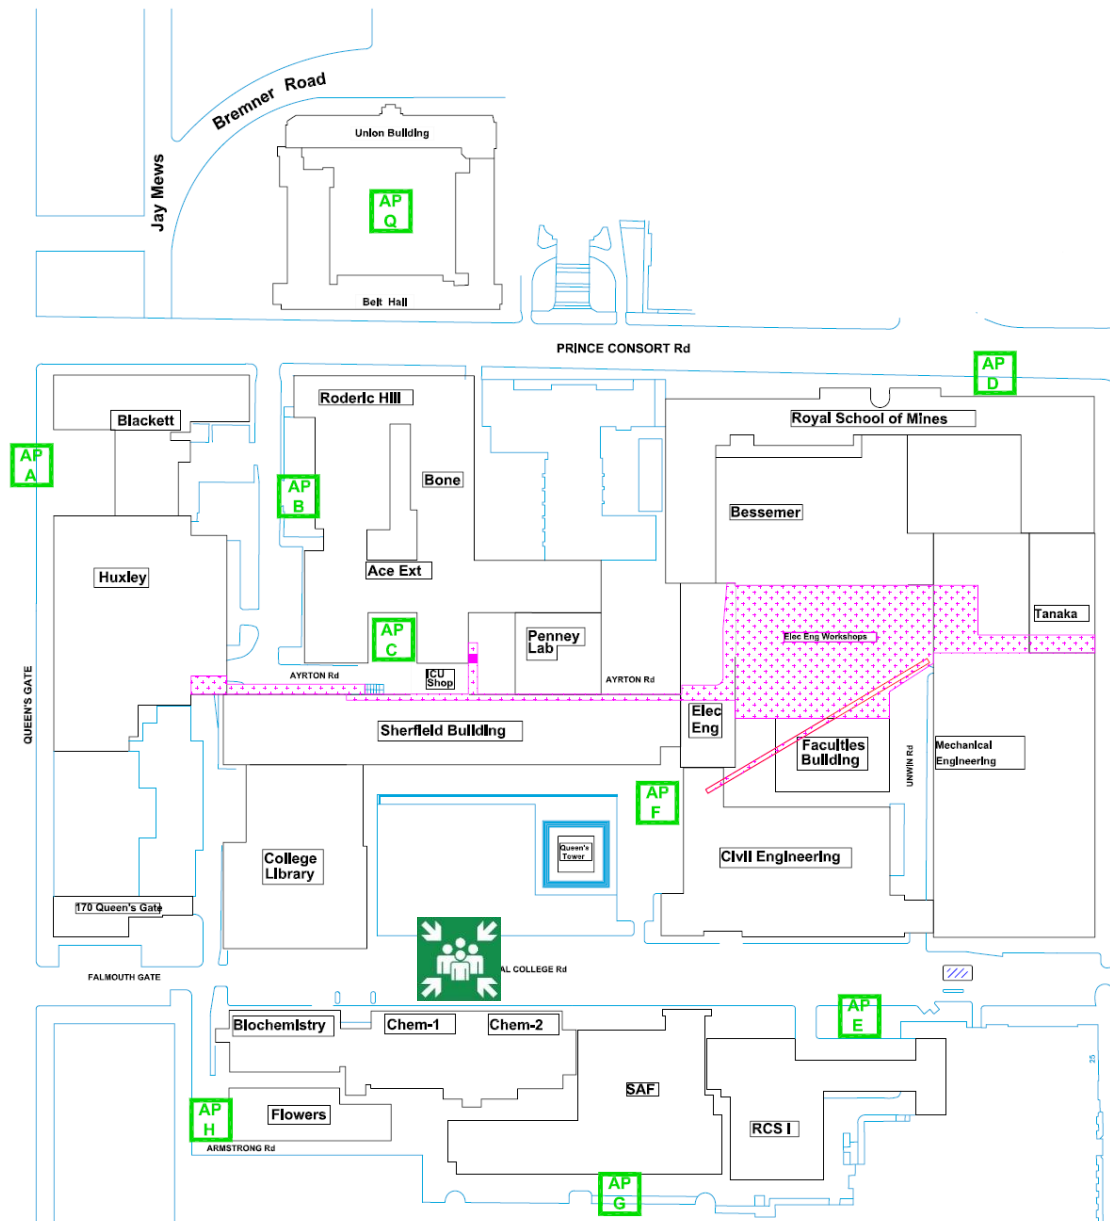 Bremner Road
Union Building
Jay Mews
AP
Q
Belt Hall
PRINCE CONSORT Rd
AP
D
Roderic Hill
Blackett
Royal School of Mines
AP
A
Bone
AP
B
Bessemer
Ace Ext
Huxley
Tanaka
AP
C
Penney
Lab
Elec Eng Workshops
ICU
Shop
AYRTON Rd
AYRTON Rd
QUEEN'S GATE
Sherfield Building
Elec
Eng
Faculties
Building
UNWIN Rd
Mechanical
Engineering
AP
F
Queen's
Tower
College
Library
Civil Engineering
170 Queen's Gate
FALMOUTH GATE
AL COLLEGE Rd
AP
E
Biochemistry
Chem-1
Chem-2
25
SAF
AP
H
Flowers
RCS I
ARMSTRONG Rd
AP
G